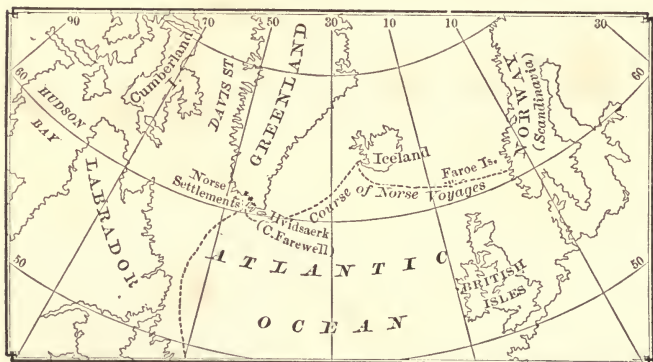 90
70
50
30
10
10
30
60
60
50
50
HUDSON
BAY
Cumberland
I.
DAVIS ST.
GREENLAND
NORWAY
(Scandinavia)
Iceland
Faroe Is.
Course of Norse Voyages
Norse
Settlements
Hvidsaerk
(C. Farewell)
LABRADOR
BRITISH
ISLES
ATLANTIC
OCEAN